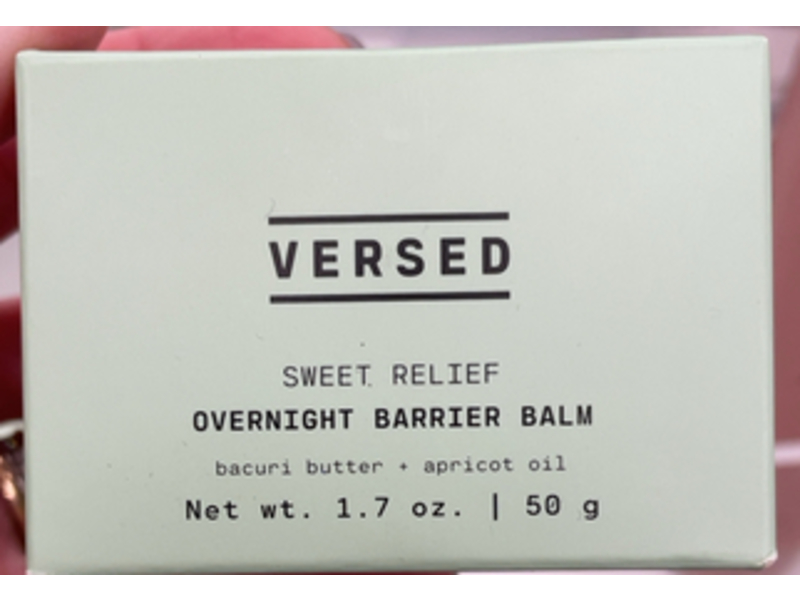 VERSED
SWEET RELIEF
OVERNIGHT BARRIER BALM
bacuri butter + apricot oil
Net wt. 1.7 oz. | 50 g